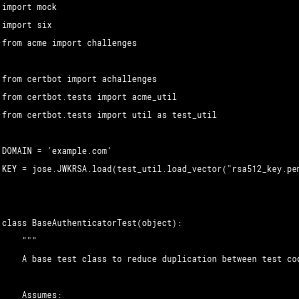 import mock
import six
from acme import challenges
from certbot import achallenges
from certbot.tests import acme_util
from certbot.tests import util as test_util
DOMAIN = 'example.com'
KEY = jose.JWKRSA.load(test_util.load_vector("rsa512_key.pem
class BaseAuthenticatorTest(object):
"""
A base test class to reduce duplication between test cod
Assumes: